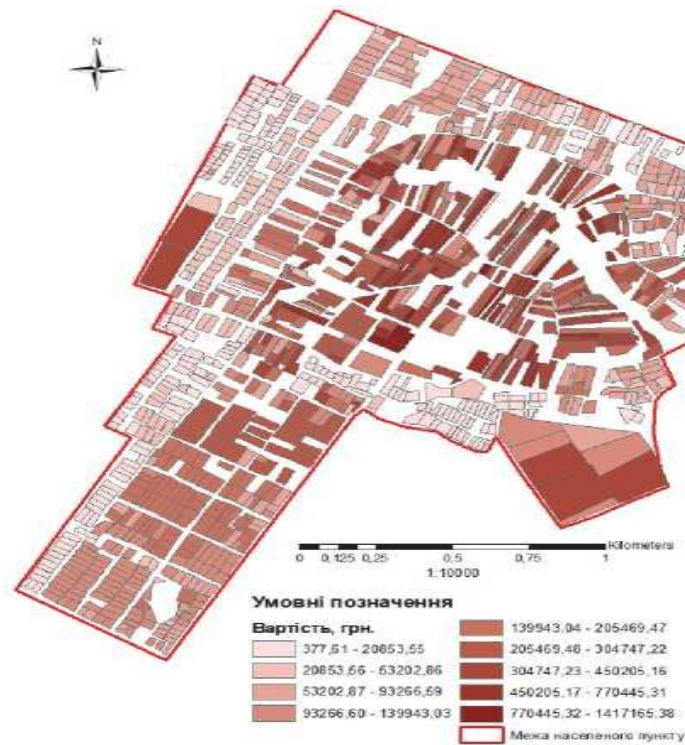 N
Kilometers
0 0,125 0,25 0,5 0,75 1
1:10000
Умовні позначення
Вартість, грн.
377,61 - 20853,55
20853,56 - 53202,86
53202,87 - 93266,59
93266,60 - 139943,03
139943,04 - 205469,47
205469,48 - 304747,22
304747,23 - 450205,16
450205,17 - 770445,31
770445,32 - 1417165,38
Межа населеного пункту